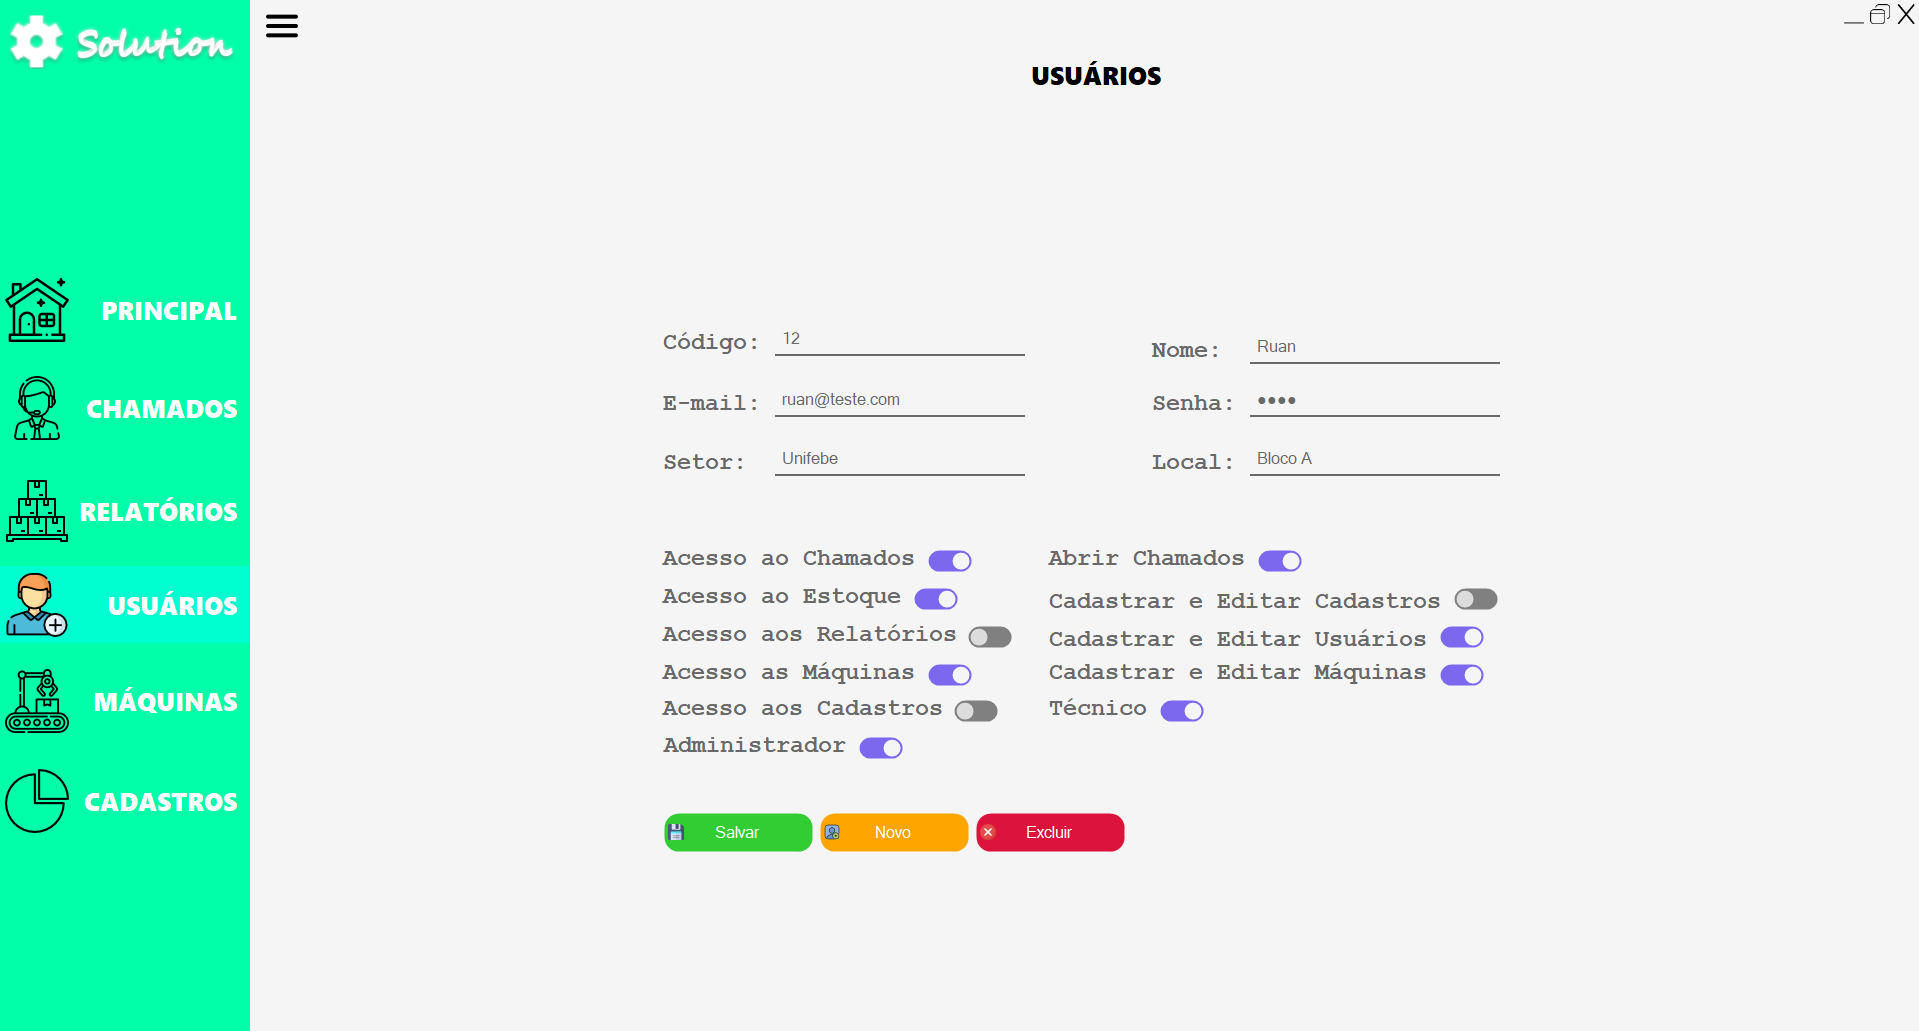 Solution
USUÁRIOS
PRINCIPAL
CHAMADOS
RELATÓRIOS
USUÁRIOS
MÁQUINAS
CADASTROS
Código: 12
Nome: Ruan
E-mail: ruan@teste.com
Senha: ••••
Setor: Unifebe
Local: Bloco A
Acesso ao Chamados
Abrir Chamados
Acesso ao Estoque
Cadastrar e Editar Cadastros
Acesso aos Relatórios
Cadastrar e Editar Usuários
Acesso as Máquinas
Cadastrar e Editar Máquinas
Acesso aos Cadastros
Técnico
Administrador
Salvar
Novo
Excluir